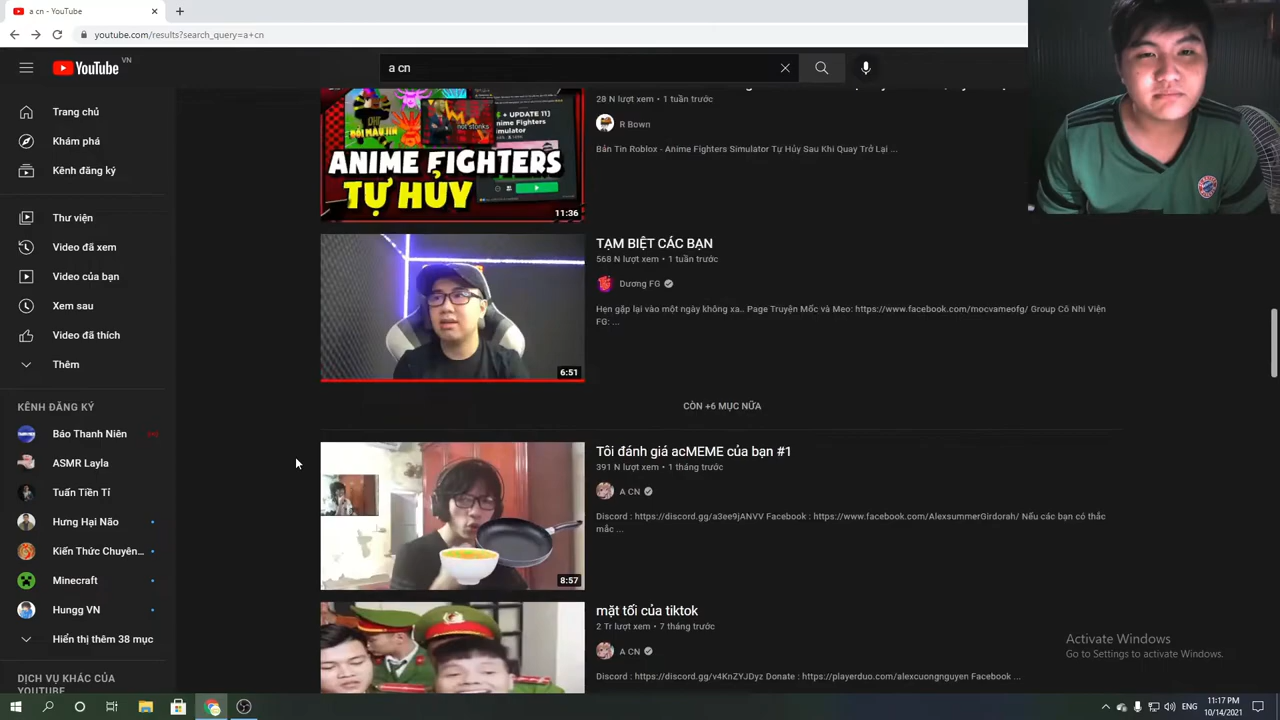 a cn - YouTube
youtube.com/results?search_query=a+cn
YouTube VN
a cn
Trang chủ
Khám phá
Kênh đăng ký
Thư viện
Video đã xem
Video của bạn
Xem sau
Video đã thích
Thêm
KÊNH ĐĂNG KÝ
Báo Thanh Niên
ASMR Layla
Tuấn Tiền Tỉ
Hưng Hại Não
Kiến Thức Chuyên...
Minecraft
Hungg VN
Hiển thị thêm 38 mục
DỊCH VỤ KHÁC CỦA
YOUTUBE
ĐỔI MÀU JIN
not stonks
+ UPDATE 11]
Anime Fighters
Simulator
ANIME FIGHTERS
TỰ HỦY
11:36
28 N lượt xem • 1 tuần trước
R Bown
Bản Tin Roblox - Anime Fighters Simulator Tự Hủy Sau Khi Quay Trở Lại ...
6:51
TẠM BIỆT CÁC BẠN
568 N lượt xem • 1 tuần trước
Dương FG
Hẹn gặp lại vào một ngày không xa.. Page Truyện Mốc và Meo: https://www.facebook.com/mocvameofg/ Group Cô Nhi Viện
FG: ...
CÒN +6 MỤC NỮA
8:57
Tôi đánh giá acMEME của bạn #1
391 N lượt xem • 1 tháng trước
A CN
Discord : https://discord.gg/a3ee9jANVV Facebook : https://www.facebook.com/AlexsummerGirdorah/ Nếu các bạn có thắc
mắc ...
mặt tối của tiktok
2 Tr lượt xem • 7 tháng trước
A CN
Discord : https://discord.gg/v4KnZYJDyz Donate : https://playerduo.com/alexcuongnguyen Facebook ...
Activate Windows
Go to Settings to activate Windows.
ENG
11:17 PM
10/14/2021